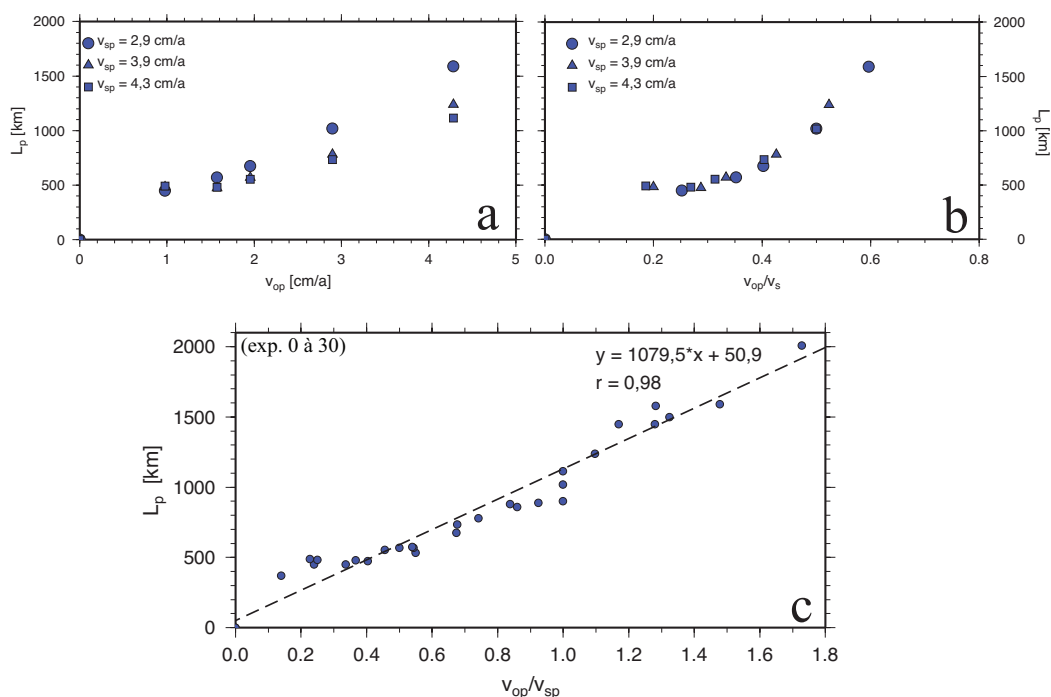 2000
1500
1000
500
0
L_p [km]
v_sp = 2,9 cm/a
v_sp = 3,9 cm/a
v_sp = 4,3 cm/a
a
0 1 2 3 4 5
v_op [cm/a]
v_sp = 2,9 cm/a
v_sp = 3,9 cm/a
v_sp = 4,3 cm/a
b
2000
1500
1000
500
0
L_p [km]
0.0 0.2 0.4 0.6 0.8
v_op/v_s
(exp. 0 à 30)
y = 1079,5*x + 50,9
r = 0,98
2000
1500
1000
500
0
L_p [km]
c
0.0 0.2 0.4 0.6 0.8 1.0 1.2 1.4 1.6 1.8
v_op/v_sp